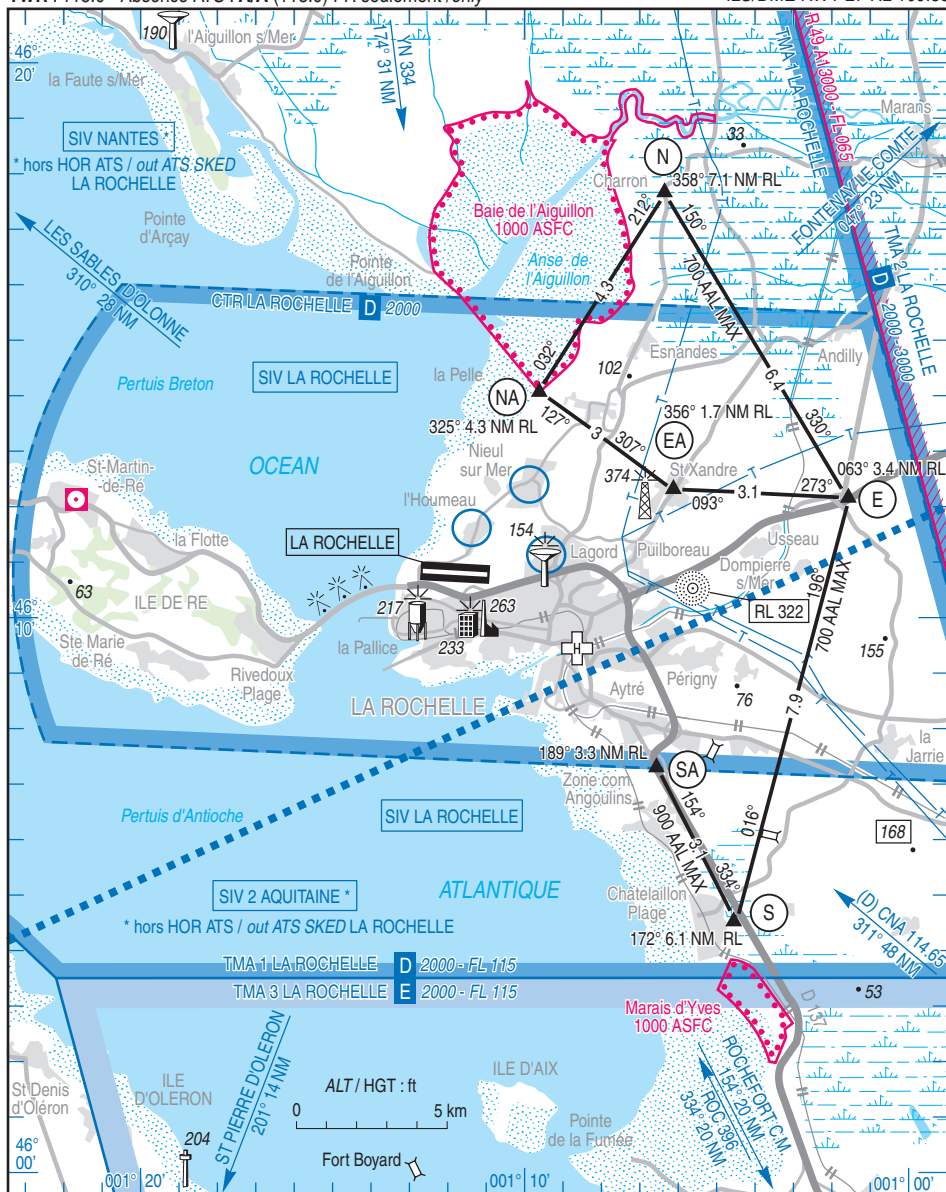 190
l'Aiguillon s/Mer
46°
20'
la Faute s/Mer
YN 334
174° 31 NM
TMA 1 LA ROCHELLE
R 49 A13000 - FL 065
Marans
33
SIV NANTES *
* hors HOR ATS / out ATS SKED
LA ROCHELLE
N
Charron
358° 7.1 NM RL
FONTENAY LE COMTE
047° 23 NM
Baie de l'Aiguillon
1000 ASFC
212°
150°
Pointe
d'Arçay
Anse de
l'Aiguillon
Pointe
de l'Aiguillon
700 AAL MAX
TMA 2 LA ROCHELLE
D
2000 - 3000
LES SABLES D'OLONNE
310° 28 NM
CTR LA ROCHELLE D 2000
4.3
Esnandes
Andilly
032°
6.4
Pertuis Breton
SIV LA ROCHELLE
la Pelle
102
NA
356° 1.7 NM RL
325° 4.3 NM RL
127°
3
307°
EA
330°
Nieul
sur Mer
OCEAN
St-Martin-
de-Ré
374
St Xandre
063° 3.4 NM RL
093°
3.1
273°
E
l'Houmeau
la Flotte
LA ROCHELLE
154
Lagord
Puilboreau
Usseau
Dompierre
s/Mer
196°
63
ILE DE RE
46°
10'
217
263
RL 322
700 AAL MAX
Ste Marie
de Ré
la Pallice
233
H
155
Rivedoux
Plage
Aytré
Périgny
76
7.9
LA ROCHELLE
la
Jarrie
189° 3.3 NM RL
SA
Zone com
Angoulins
154°
Pertuis d'Antioche
SIV LA ROCHELLE
900 AAL MAX
3.1
016°
168
334°
SIV 2 AQUITAINE *
ATLANTIQUE
Châtelaillon
Plage
S
* hors HOR ATS / out ATS SKED LA ROCHELLE
172° 6.1 NM RL
(D) CNA 114.65
311° 48 NM
TMA 1 LA ROCHELLE D 2000 - FL 115
TMA 3 LA ROCHELLE E 2000 - FL 115
Marais d'Yves
1000 ASFC
53
D 137
St Denis
d'Oléron
ILE
D'OLERON
ST PIERRE D'OLERON
201° 14 NM
ALT / HGT : ft
0
5 km
ILE D'AIX
ROCHEFORT C.M.
154° 20 NM
ROC 396
334° 20 NM
Pointe
de la Fumée
204
Fort Boyard
46°
00'
001° 20'
001° 10'
001° 00'